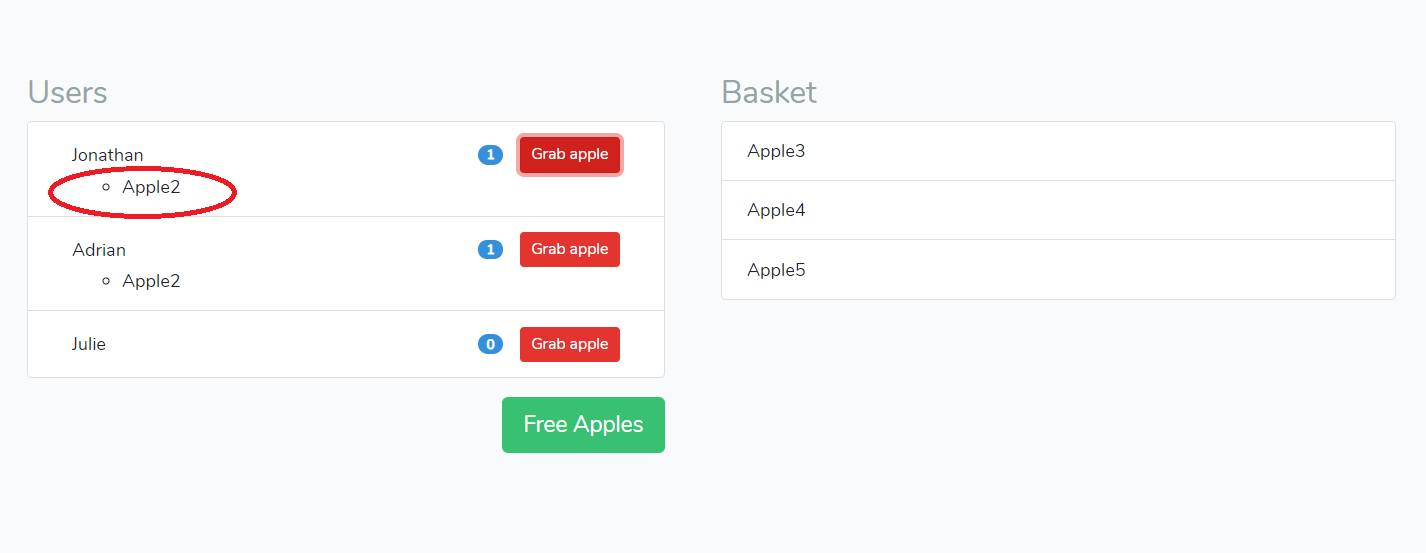 Users
Jonathan 1 Grab apple
Apple2
Adrian 1 Grab apple
Apple2
Julie 0 Grab apple
Free Apples
Basket
Apple3
Apple4
Apple5